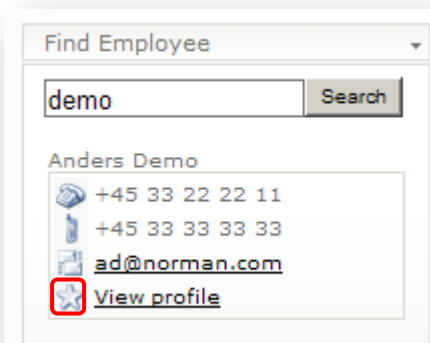 Find Employee
demo Search
Anders Demo
+45 33 22 22 11
+45 33 33 33 33
ad@norman.com
View profile